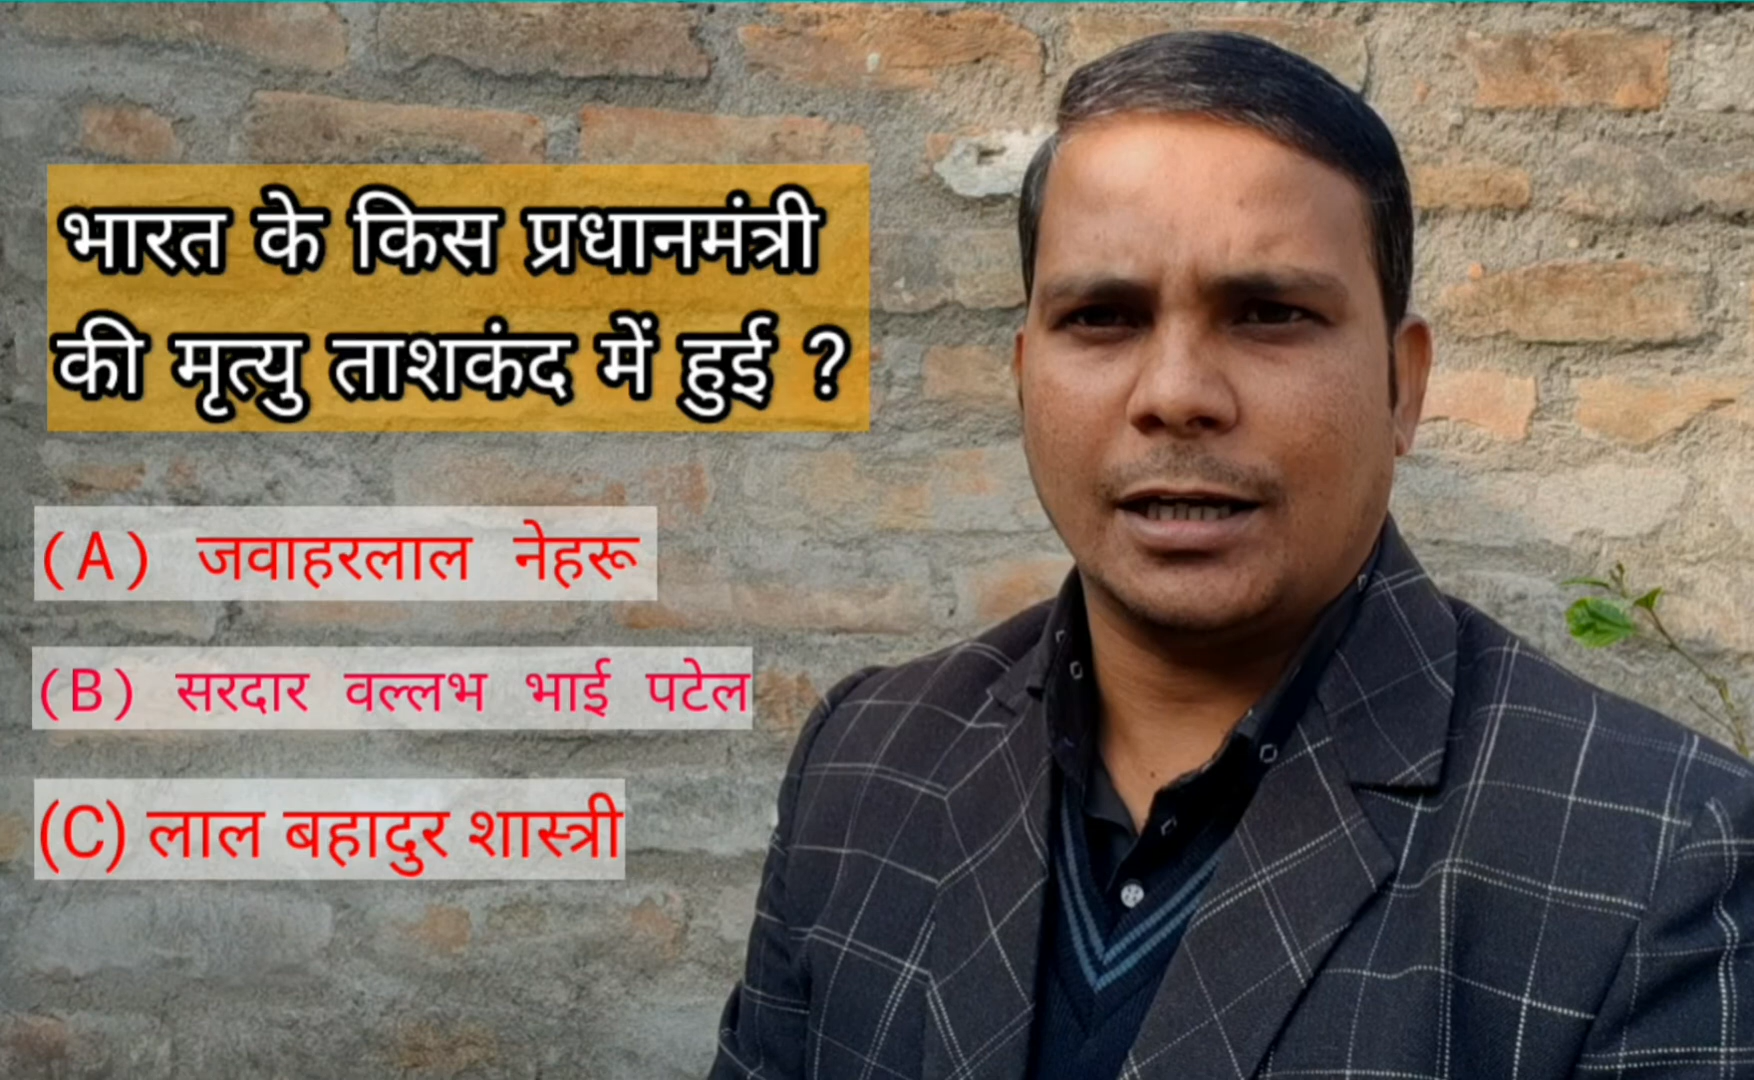 भारत के किस प्रधानमंत्री
की मृत्यु ताशकंद में हुई ?
(A) जवाहरलाल नेहरू
(B) सरदार वल्लभ भाई पटेल
(C) लाल बहादुर शास्त्री